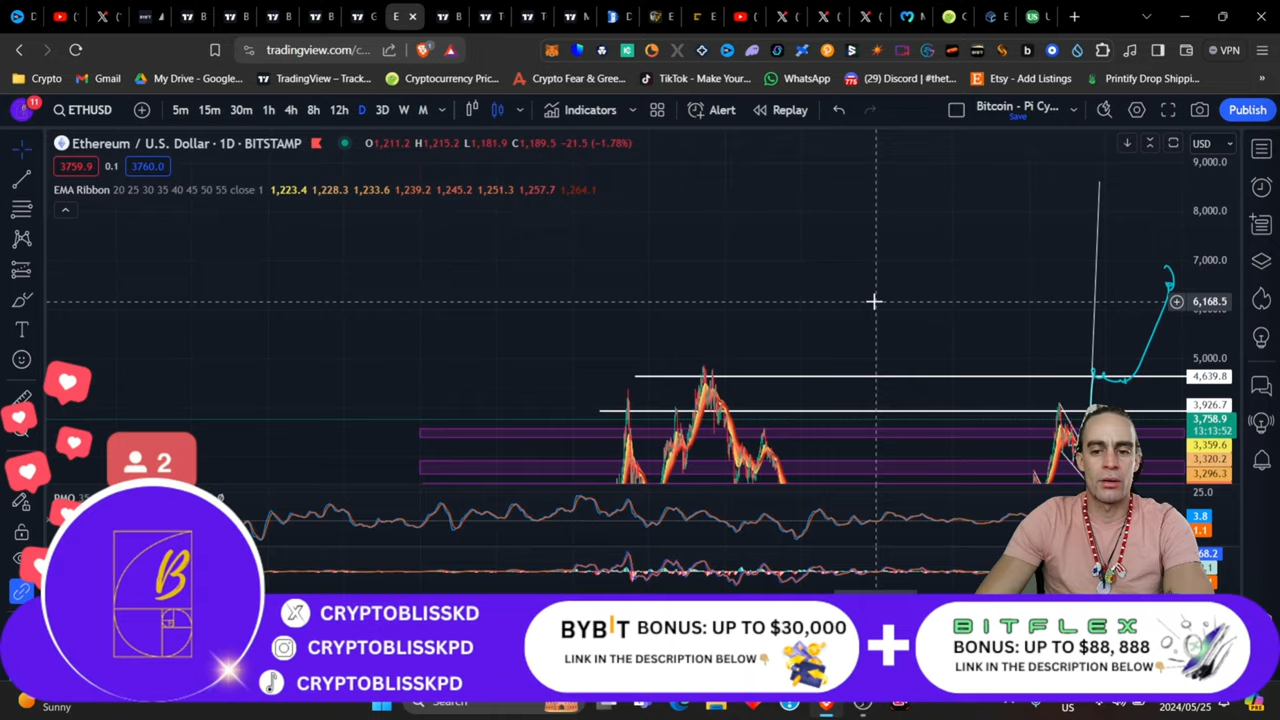 tradingview.com/c...
VPN
Crypto
Gmail
My Drive - Google...
TradingView – Track...
Cryptocurrency Pric...
Crypto Fear & Gree...
TikTok - Make Your...
WhatsApp
(29) Discord | #thet...
Etsy - Add Listings
Printify Drop Shippi...
11
ETHUSD
5m 15m 30m 1h 4h 8h 12h D 3D W M
Indicators
Alert
Replay
Bitcoin - Pi Cy...
Save
Publish
Ethereum / U.S. Dollar · 1D · BITSTAMP
O1,211.2 H1,215.2 L1,181.9 C1,189.5 -21.5 (-1.78%)
USD
3759.9 0.1 3760.0
EMA Ribbon 20 25 30 35 40 45 50 55 close 1 1,223.4 1,228.3 1,233.6 1,239.2 1,245.2 1,251.3 1,257.7 1,264.1
9,000.0
8,000.0
7,000.0
6,168.5
5,000.0
4,639.8
3,926.7
3,758.9
13:13:52
3,359.6
3,320.2
3,296.3
25.0
3.8
1.1
2
B
CRYPTOBLISSKD
CRYPTOBLISSKPD
CRYPTOBLISSKPD
BYBIT BONUS: UP TO $30,000
LINK IN THE DESCRIPTION BELOW
BITFLEX
BONUS: UP TO $88, 888
LINK IN THE DESCRIPTION BELOW
Sunny
Search
US
2024/05/25